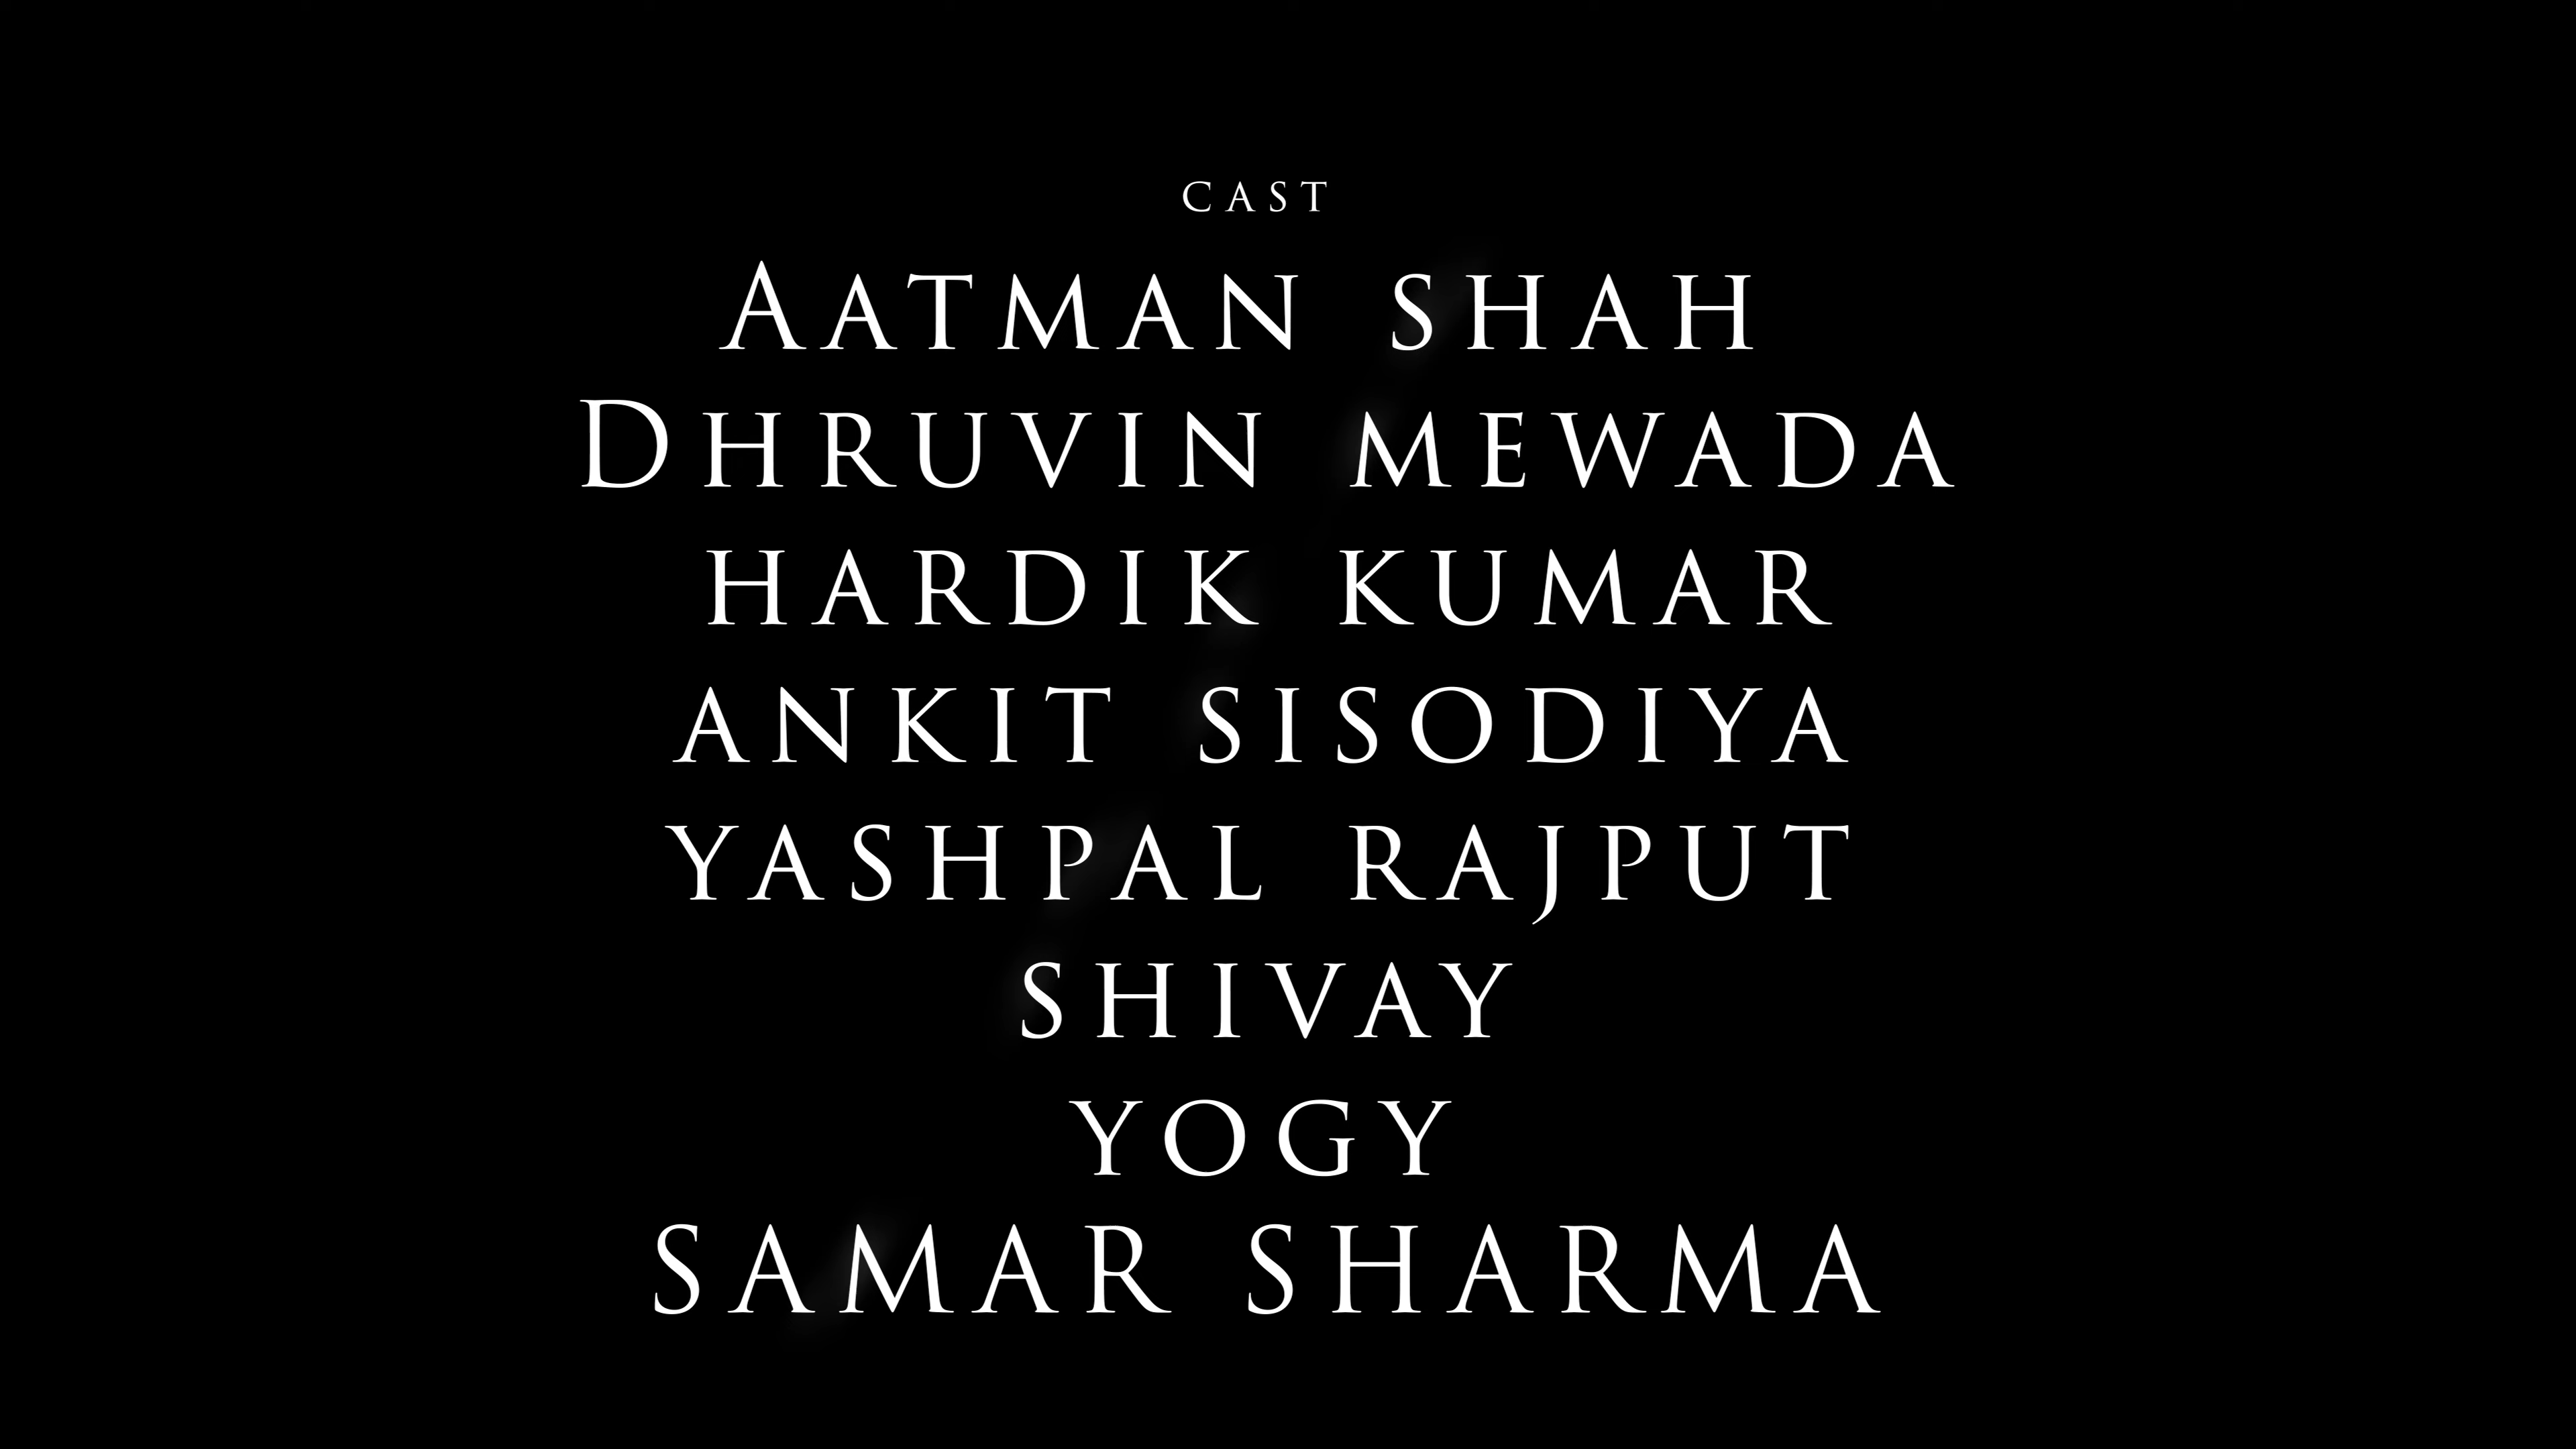 CAST
AATMAN SHAH
DHRUVIN MEWADA
HARDIK KUMAR
ANKIT SISODIYA
YASHPAL RAJPUT
SHIVAY
YOGY
SAMAR SHARMA